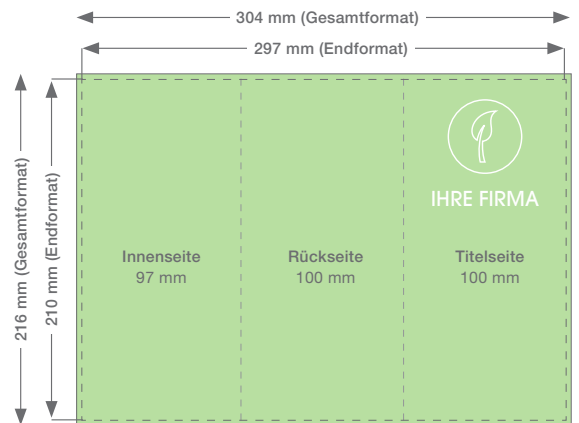 304 mm (Gesamtformat)
297 mm (Endformat)
216 mm (Gesamtformat)
210 mm (Endformat)
IHRE FIRMA
Innenseite
97 mm
Rückseite
100 mm
Titelseite
100 mm